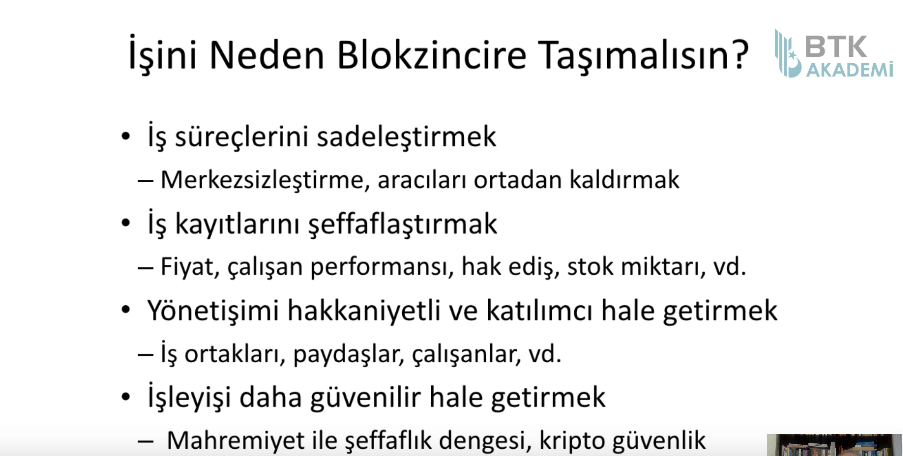 İşini Neden Blokzincire Taşımalısın?
BTK
AKADEMİ
• İş süreçlerini sadeleştirmek
– Merkezsizleştirme, aracıları ortadan kaldırmak
• İş kayıtlarını şeffaflaştırmak
– Fiyat, çalışan performansı, hak ediş, stok miktarı, vd.
• Yönetişimi hakkaniyetli ve katılımcı hale getirmek
– İş ortakları, paydaşlar, çalışanlar, vd.
• İşleyişi daha güvenilir hale getirmek
– Mahremiyet ile şeffaflık dengesi, kripto güvenlik